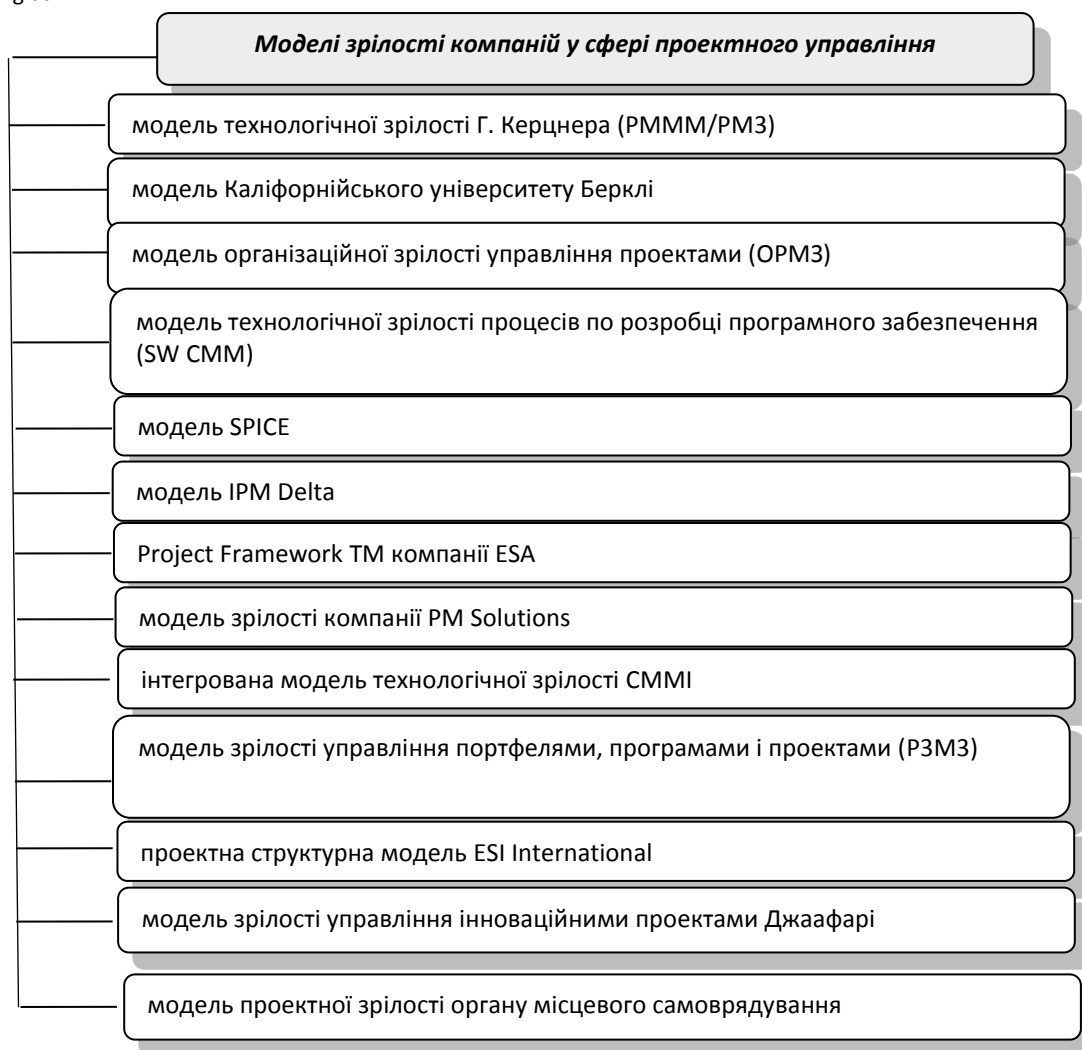 Моделі зрілості компаній у сфері проектного управління
модель технологічної зрілості Г. Керцнера (PMMM/PM3)
модель Каліфорнійського університету Берклі
модель організаційної зрілості управління проектами (OPM3)
модель технологічної зрілості процесів по розробці програмного забезпечення
(SW CMM)
модель SPICE
модель IPM Delta
Project Framework TM компанії ESA
модель зрілості компанії PM Solutions
інтегрована модель технологічної зрілості CMMI
модель зрілості управління портфелями, програмами і проектами (P3M3)
проектна структурна модель ESI International
модель зрілості управління інноваційними проектами Джаафарі
модель проектної зрілості органу місцевого самоврядування